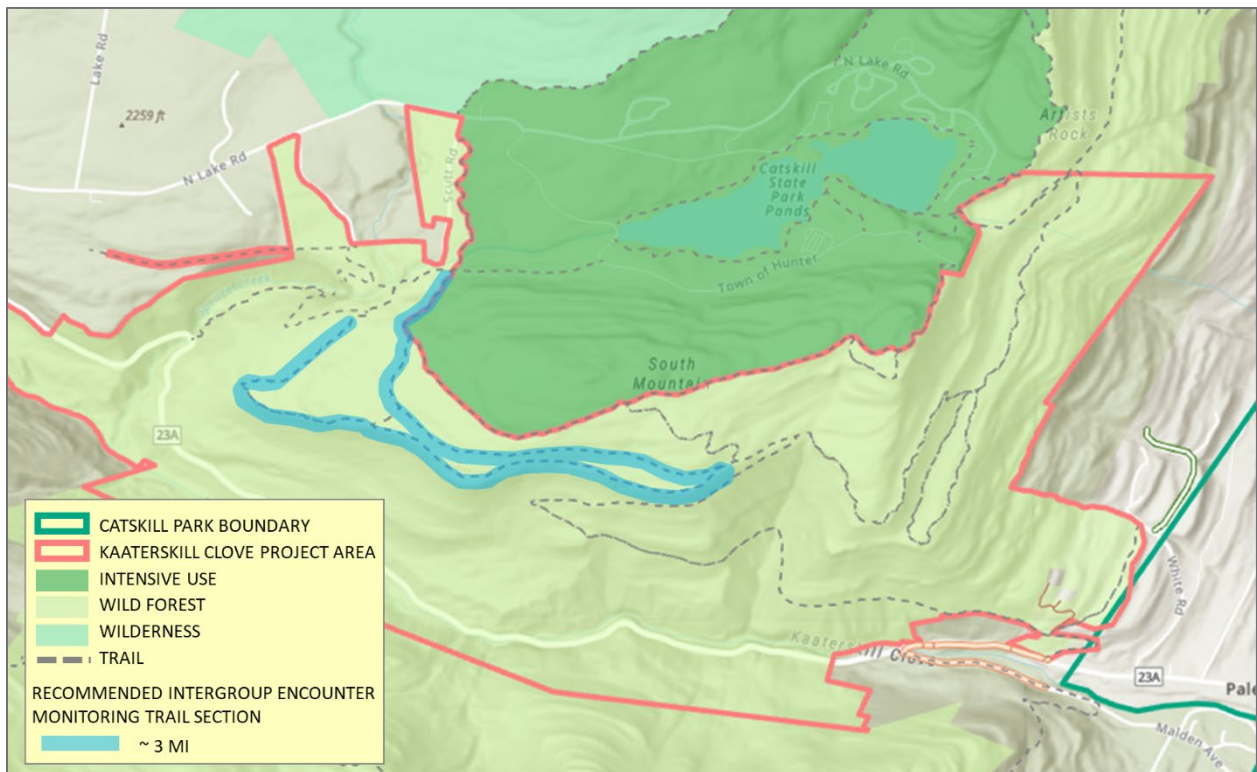 Lake Rd
2259 ft
N Lake Rd
Scutt Rd
N Lake Rd
Artists
Rock
Catskill
State
Park
Ponds
Town of Hunter
South
Mountain
23A
Kaaterskill Clove
White Rd
23A
Malden Ave
CATSKILL PARK BOUNDARY
KAATERSKILL CLOVE PROJECT AREA
INTENSIVE USE
WILD FOREST
WILDERNESS
TRAIL
RECOMMENDED INTERGROUP ENCOUNTER
MONITORING TRAIL SECTION
~ 3 MI